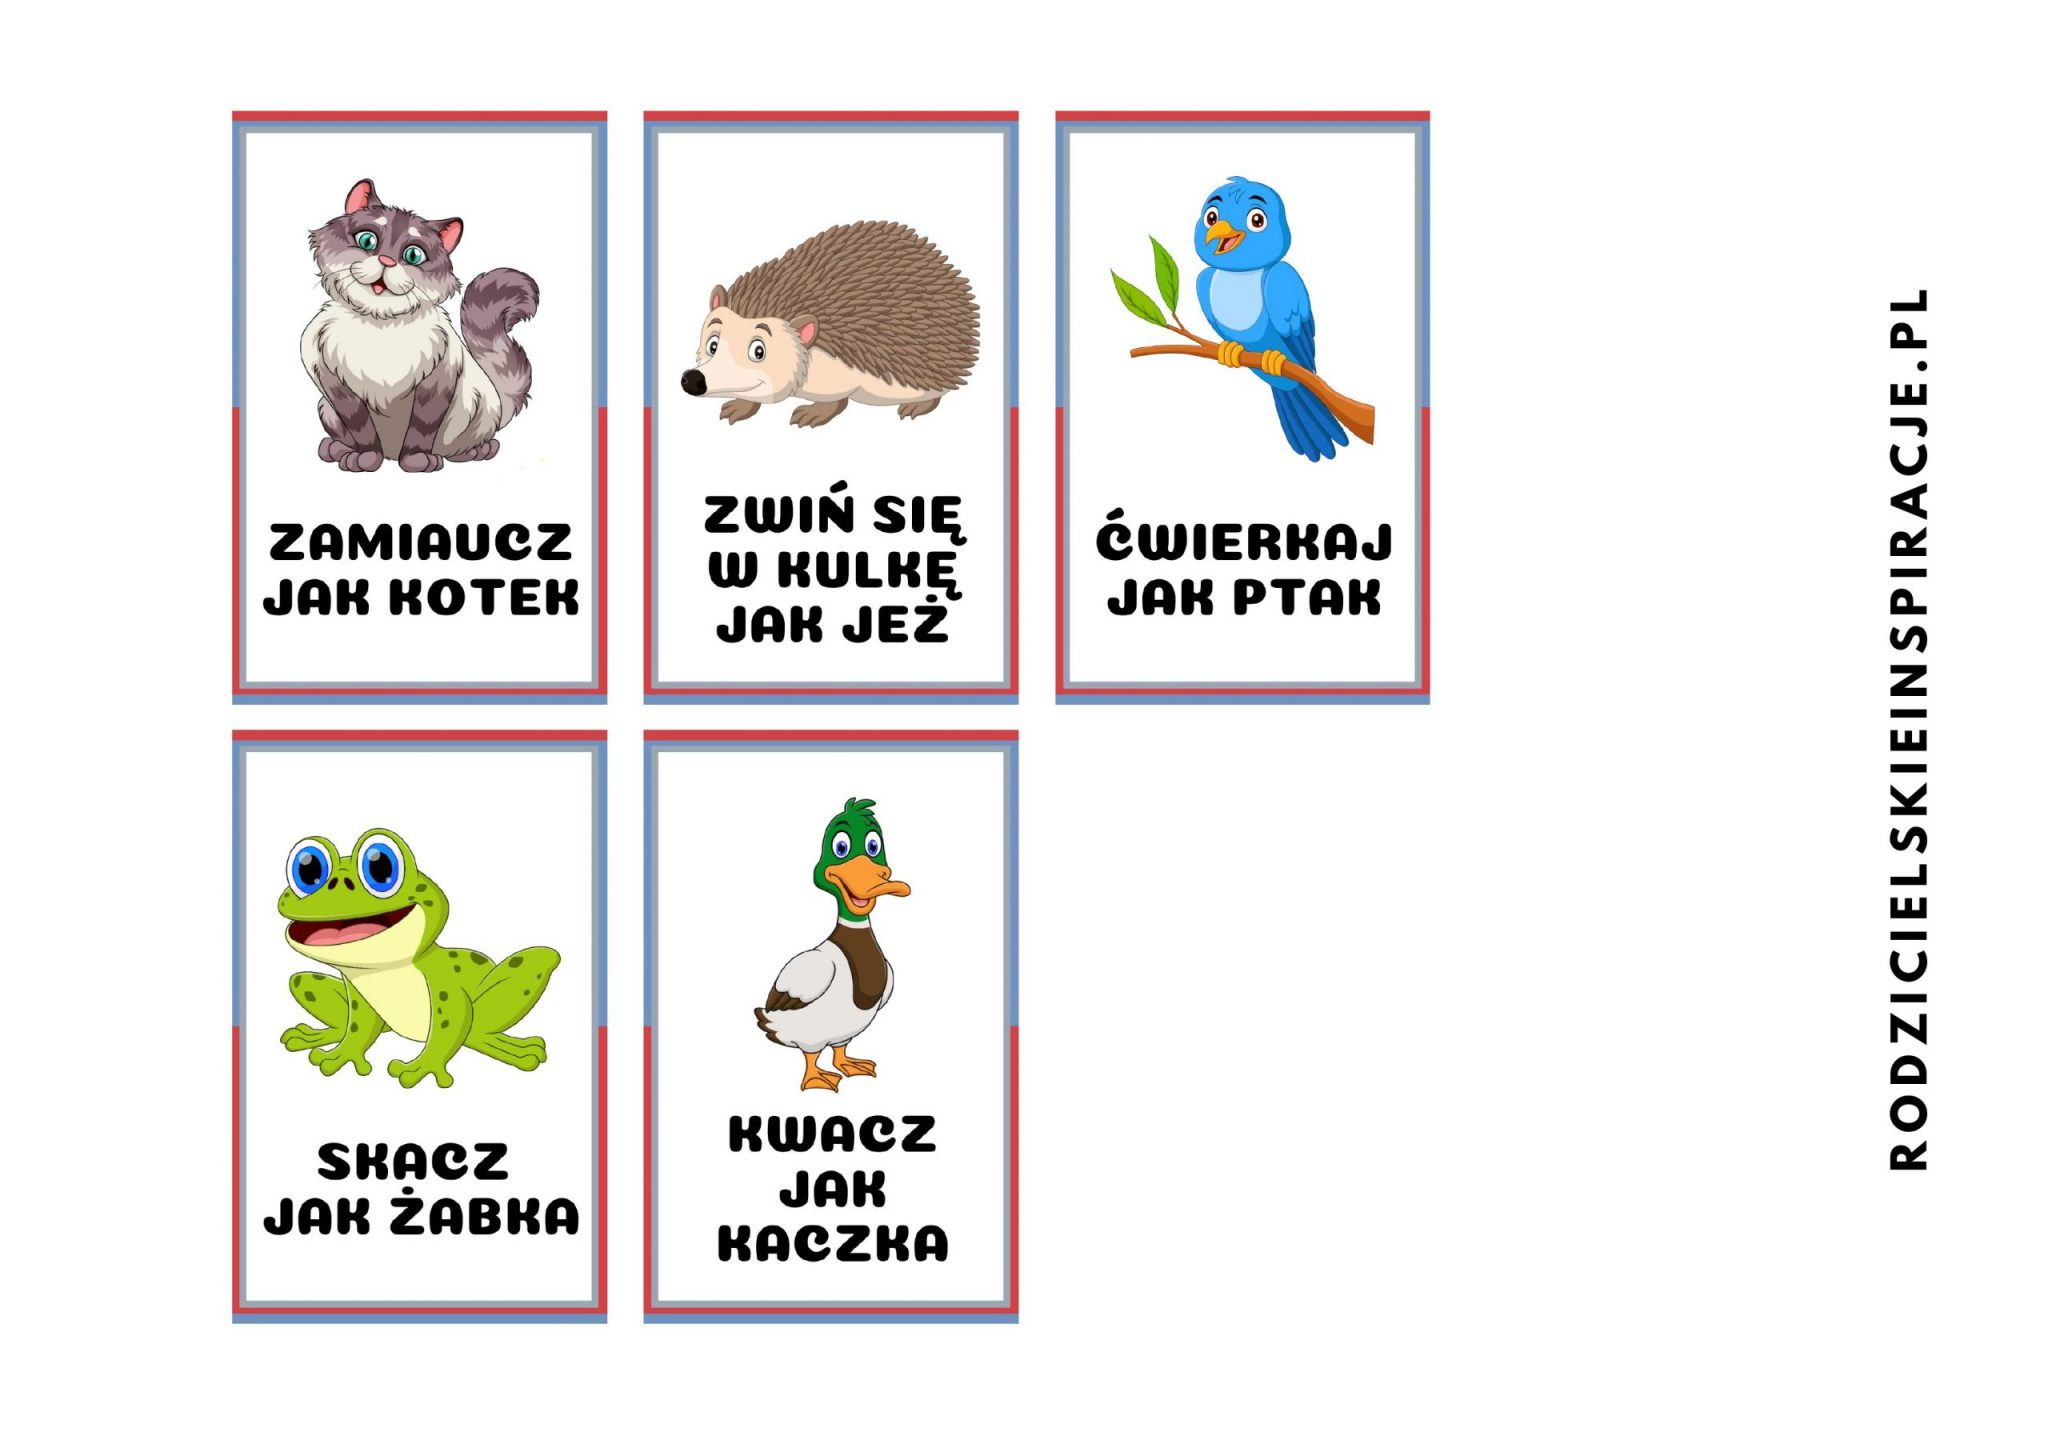 ZAMIAUCZ
JAK KOTEK
ZWIŃ SIĘ
W KULKĘ
JAK JEŻ
ĆWIERKAJ
JAK PTAK
SKACZ
JAK ŻABKA
KWACZ
JAK
KACZKA
RODZICIELSKIEINSPIRACJE.PL